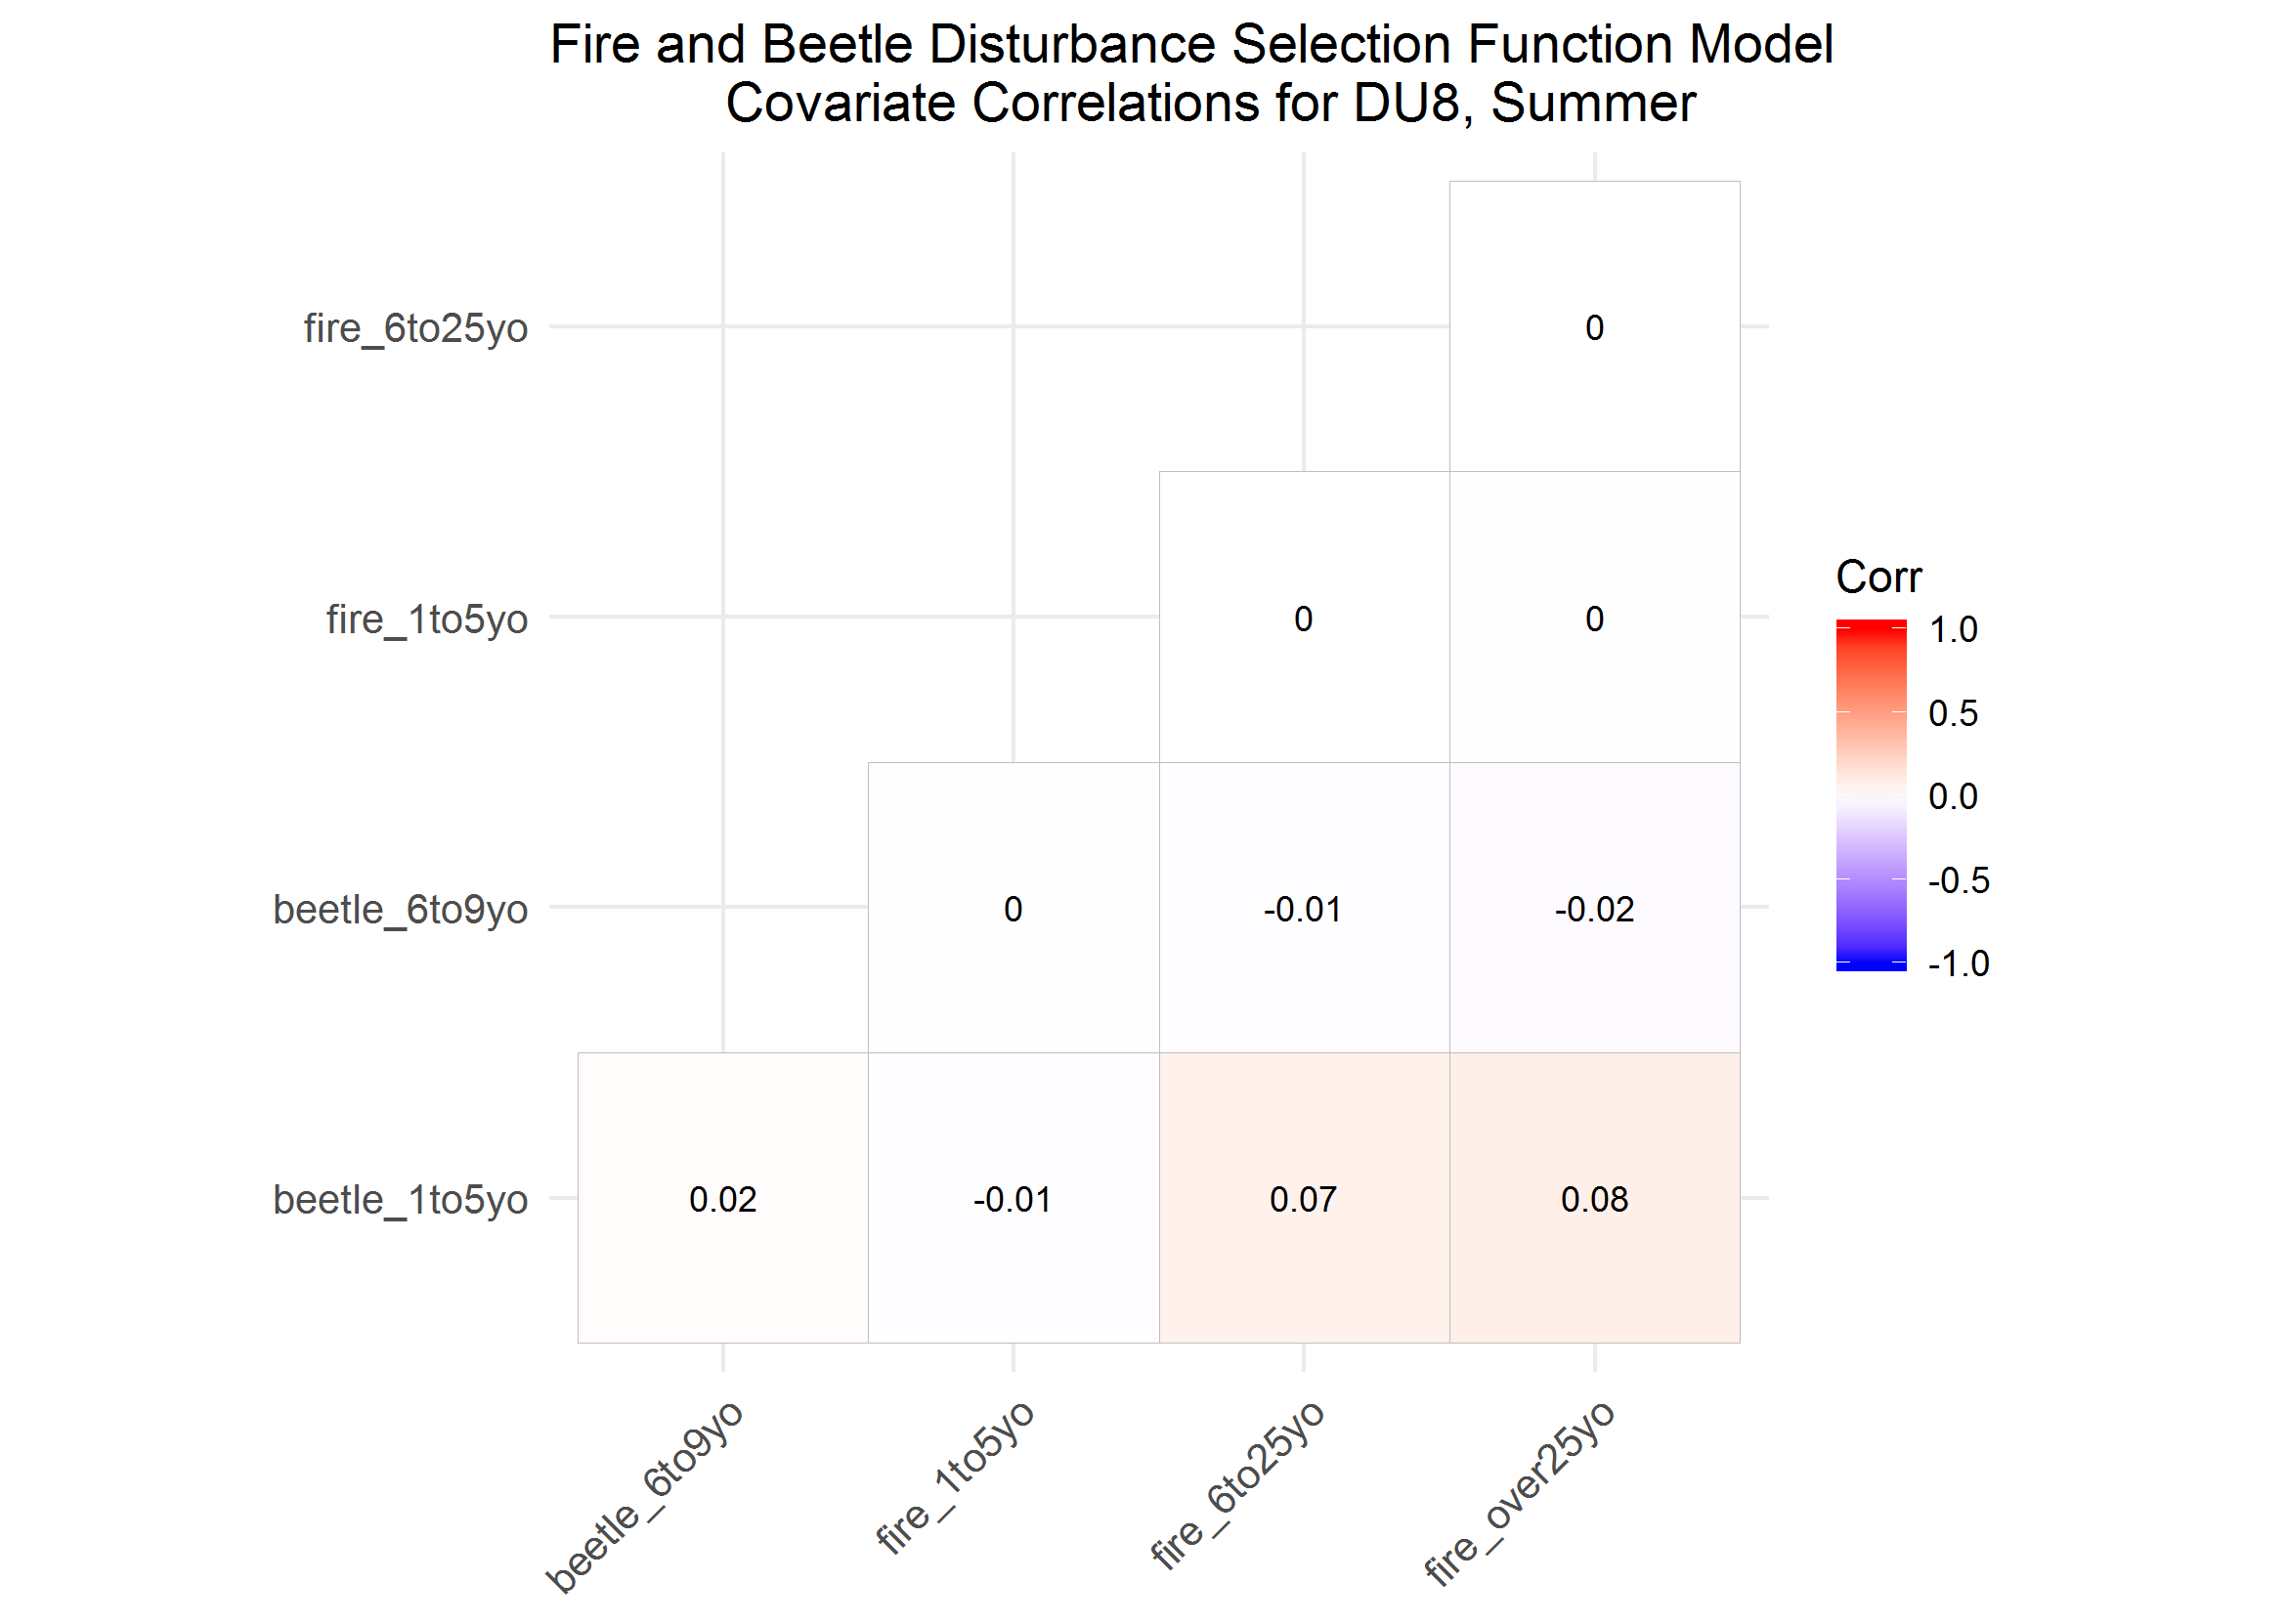 Fire and Beetle Disturbance Selection Function Model
Covariate Correlations for DU8, Summer
fire_6to25yo
0
fire_1to5yo
0
0
beetle_6to9yo
0
-0.01
-0.02
beetle_1to5yo
0.02
-0.01
0.07
0.08
beetle_6to9yo
fire_1to5yo
fire_6to25yo
fire_over25yo
Corr
1.0
0.5
0.0
-0.5
-1.0